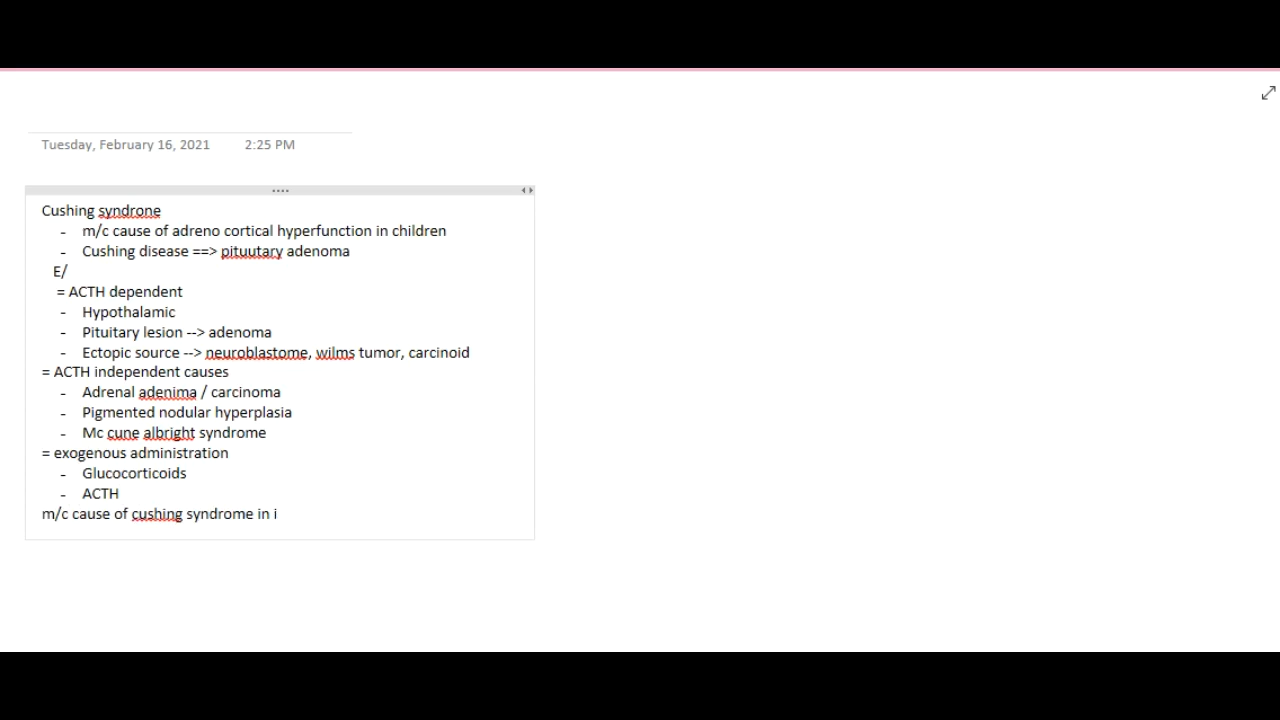 Tuesday, February 16, 2021 2:25 PM
Cushing syndrone
- m/c cause of adreno cortical hyperfunction in children
- Cushing disease ==> pituutary adenoma
E/
= ACTH dependent
- Hypothalamic
- Pituitary lesion --> adenoma
- Ectopic source --> neuroblastome, wilms tumor, carcinoid
= ACTH independent causes
- Adrenal adenima / carcinoma
- Pigmented nodular hyperplasia
- Mc cune albright syndrome
= exogenous administration
- Glucocorticoids
- ACTH
m/c cause of cushing syndrome in i